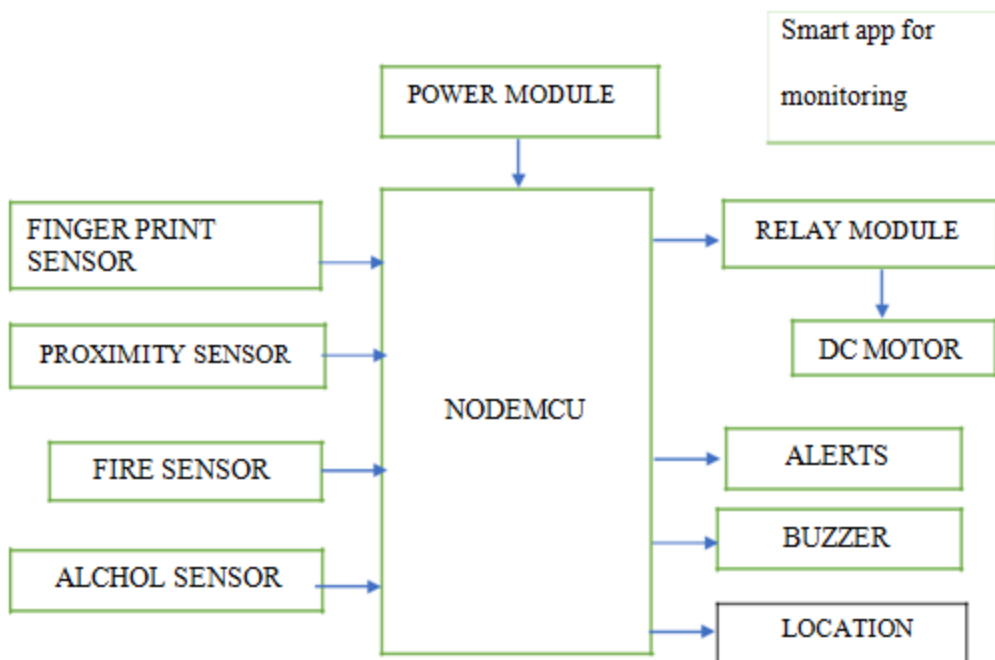 Smart app for
monitoring
POWER MODULE
FINGER PRINT
SENSOR
RELAY MODULE
PROXIMITY SENSOR
DC MOTOR
NODEMCU
FIRE SENSOR
ALERTS
BUZZER
ALCHOL SENSOR
LOCATION